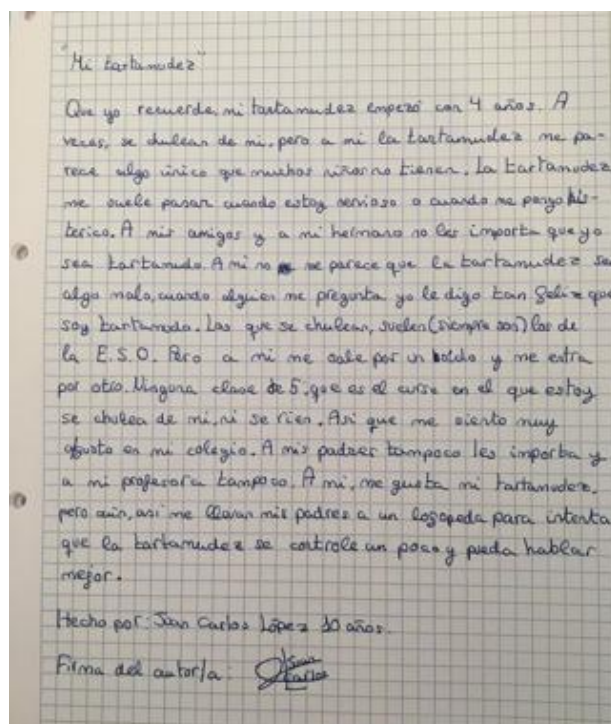 "Mi tartamudez"
Que yo recuerde, mi tartamudez empezó con 4 años. A
veces, se chulean de mi, pero a mi la tartamudez me pa-
rece algo único que muchos niños no tienen. La tartamudez
me suele pasar cuando estoy nervioso o cuando me pongo his-
terico. A mis amigos y a mi hermano no les importa que yo
sea tartamudo. A mi no me parece que la tartamudez sea
algo malo, cuando alguien me pregunta yo le digo tan feliz que
soy tartamudo. Los que se chulean, suelen (siempre son) los de
la E.S.O. Pero a mi me sale por un oido y me entra
por otro. Ninguna clase de 5º, que es el curso en el que estoy
se chulea de mi, ni se rien. Asi que me siento muy
agusto en mi colegio. A mis padres tampoco les importa y
a mi profesora tampoco. A mi, me gusta mi tartamudez,
pero aún, asi me llevan mis padres a un logopeda para intentar
que la tartamudez se controle un poco y pueda hablar
mejor.
Hecho por: Juan Carlos López 10 años.
Firma del autor/a: Juan
Carlos